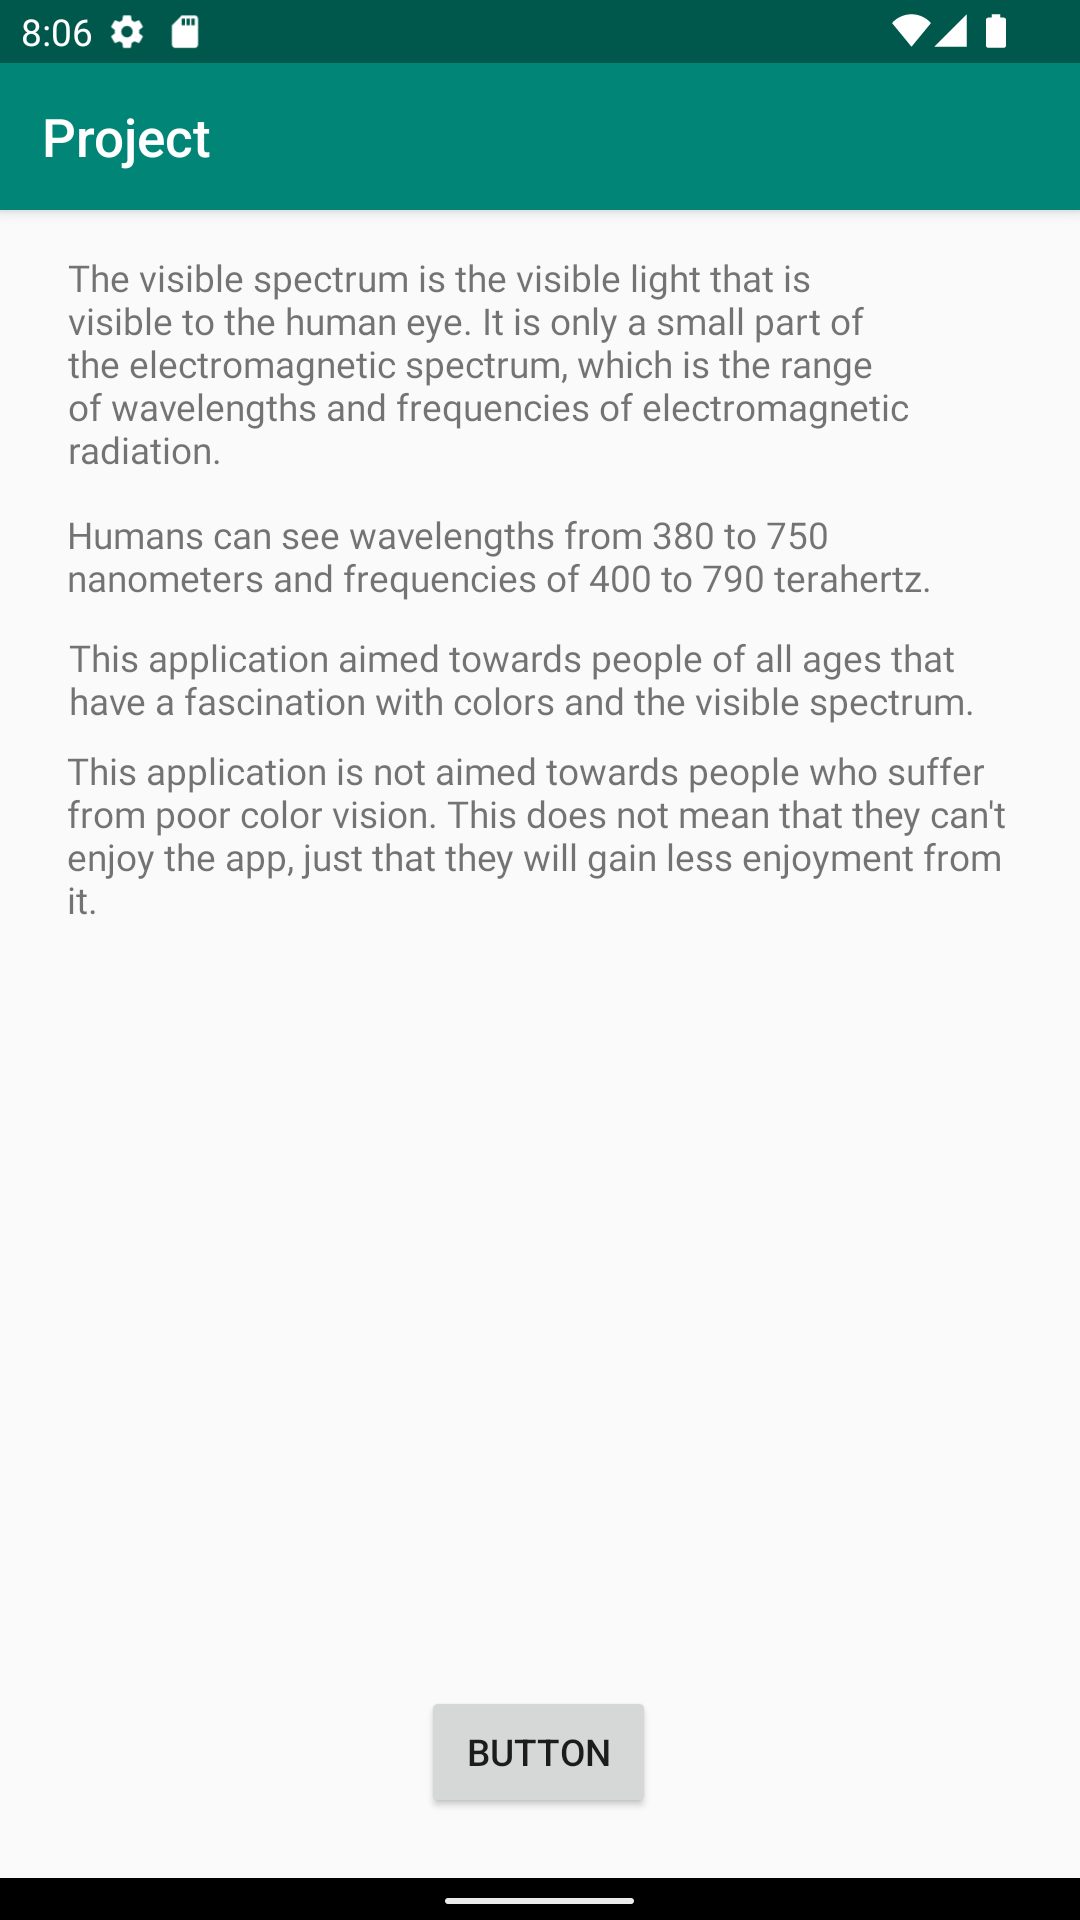 8:06
Project
The visible spectrum is the visible light that is
visible to the human eye. It is only a small part of
the electromagnetic spectrum, which is the range
of wavelengths and frequencies of electromagnetic
radiation.
Humans can see wavelengths from 380 to 750
nanometers and frequencies of 400 to 790 terahertz.
This application aimed towards people of all ages that
have a fascination with colors and the visible spectrum.
This application is not aimed towards people who suffer
from poor color vision. This does not mean that they can't
enjoy the app, just that they will gain less enjoyment from
it.
BUTTON